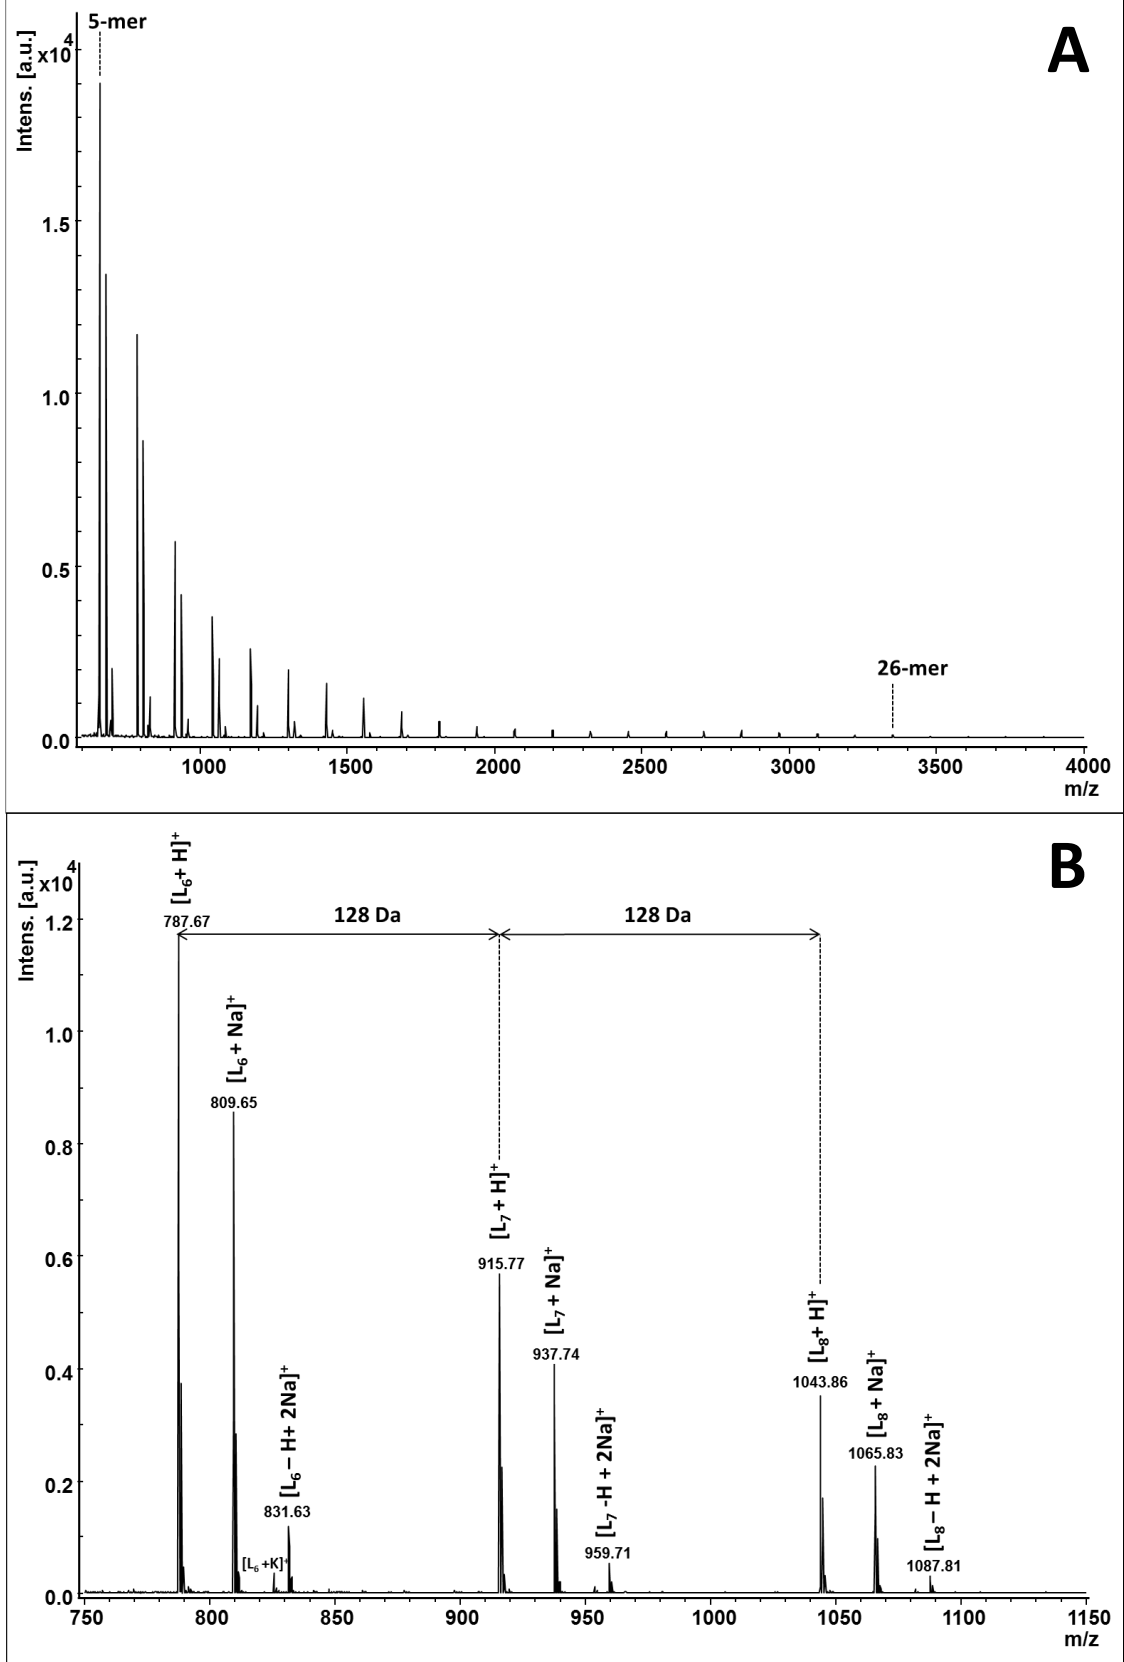 5-mer
x10
4
Intens. [a.u.]
A
1.5
1.0
0.5
0.0
26-mer
1000 1500 2000 2500 3000 3500 4000
m/z
B
Intens. [a.u.]
x10
4
[L6+ H]+
787.67
128 Da 128 Da
1.2
1.0
0.8
0.6
0.4
0.2
0.0
[L6 + Na]+
809.65
[L6 – H+ 2Na]+
831.63
[L6 +K]+
[L7 + H]+
915.77
[L7 + Na]+
937.74
[L7 -H + 2Na]+
959.71
[L8+ H]+
1043.86
[L8 + Na]+
1065.83
[L8 – H + 2Na]+
1087.81
750 800 850 900 950 1000 1050 1100 1150
m/z